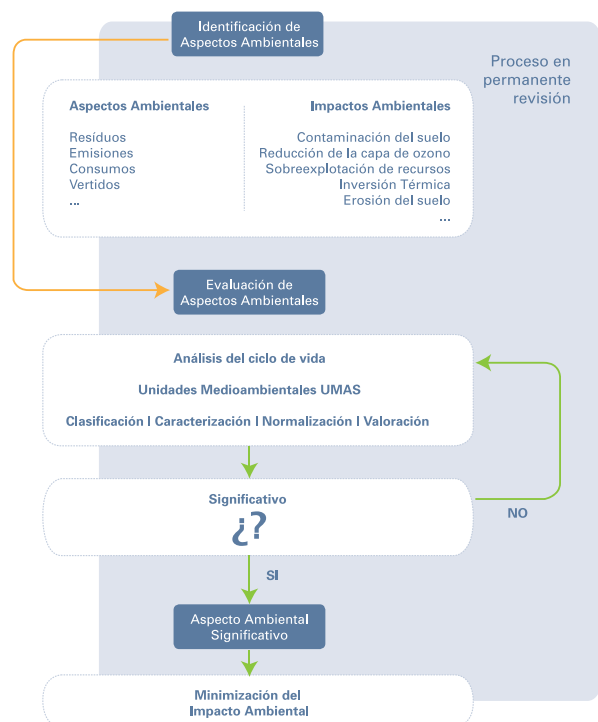 Identificación de
Aspectos Ambientales
Proceso en
permanente
revisión
Aspectos Ambientales
Resíduos
Emisiones
Consumos
Vertidos
...
Impactos Ambientales
Contaminación del suelo
Reducción de la capa de ozono
Sobreexplotación de recursos
Inversión Térmica
Erosión del suelo
...
Evaluación de
Aspectos Ambientales
Análisis del ciclo de vida
Unidades Medioambientales UMAS
Clasificación I Caracterización I Normalización I Valoración
Significativo
¿?
NO
SI
Aspecto Ambiental
Significativo
Minimización del
Impacto Ambiental